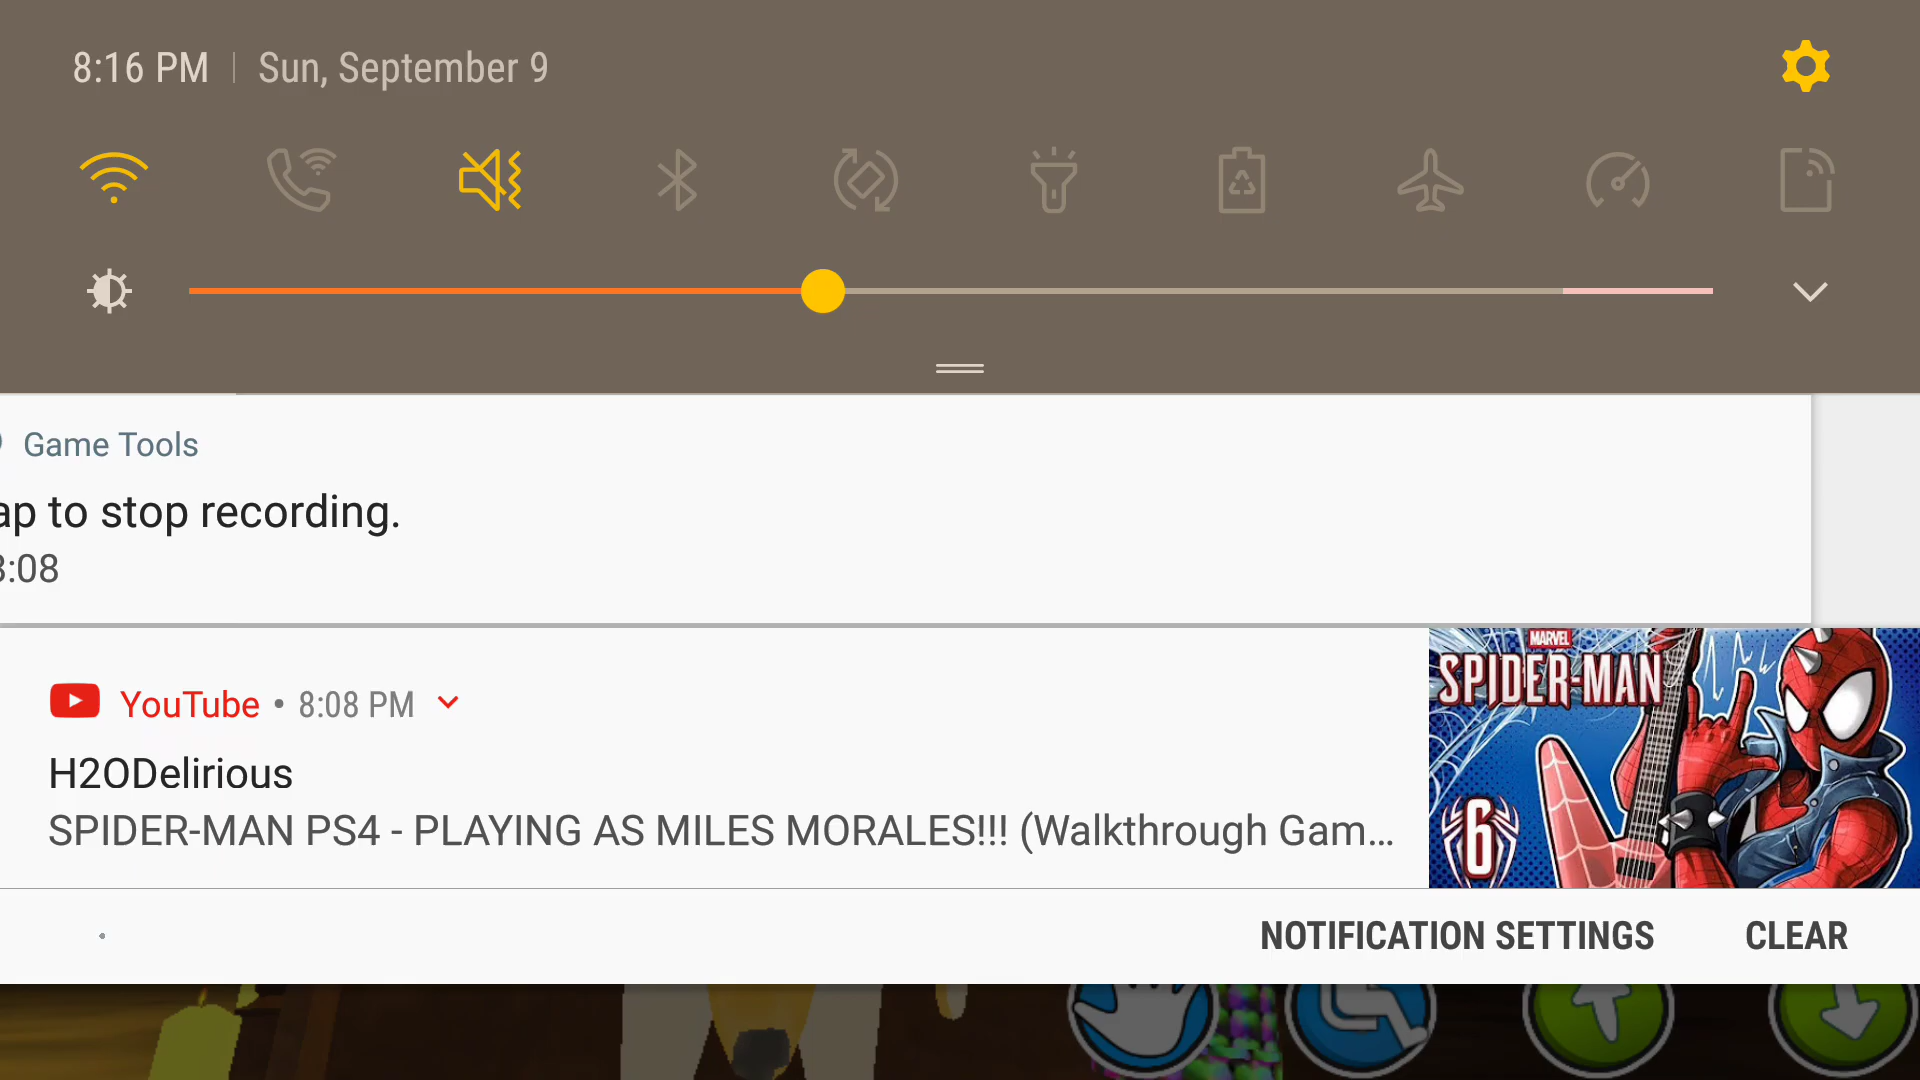 8:16 PM | Sun, September 9
Game Tools
ap to stop recording.
3:08
YouTube • 8:08 PM
H2ODelirious
SPIDER-MAN PS4 - PLAYING AS MILES MORALES!!! (Walkthrough Gam...
MARVEL
SPIDER-MAN
6
NOTIFICATION SETTINGS CLEAR